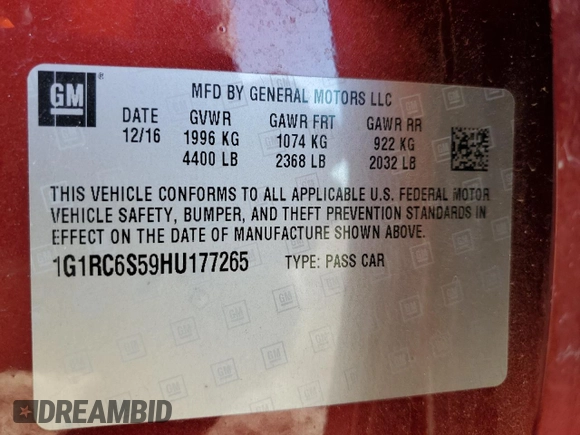 GM
MFD BY GENERAL MOTORS LLC
DATE GVWR GAWR FRT GAWR RR
12/16 1996 KG 1074 KG 922 KG
4400 LB 2368 LB 2032 LB
THIS VEHICLE CONFORMS TO ALL APPLICABLE U.S. FEDERAL MOTOR
VEHICLE SAFETY, BUMPER, AND THEFT PREVENTION STANDARDS IN
EFFECT ON THE DATE OF MANUFACTURE SHOWN ABOVE.
1G1RC6S59HU177265 TYPE: PASS CAR
DREAMBID